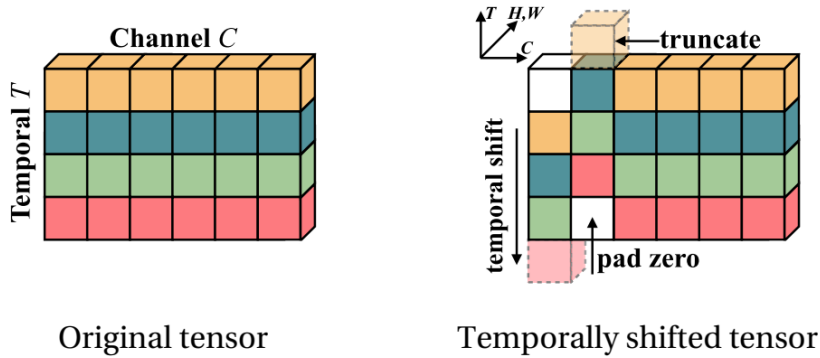 Channel C
Temporal T
Original tensor
T
H,W
C
truncate
temporal shift
pad zero
Temporally shifted tensor